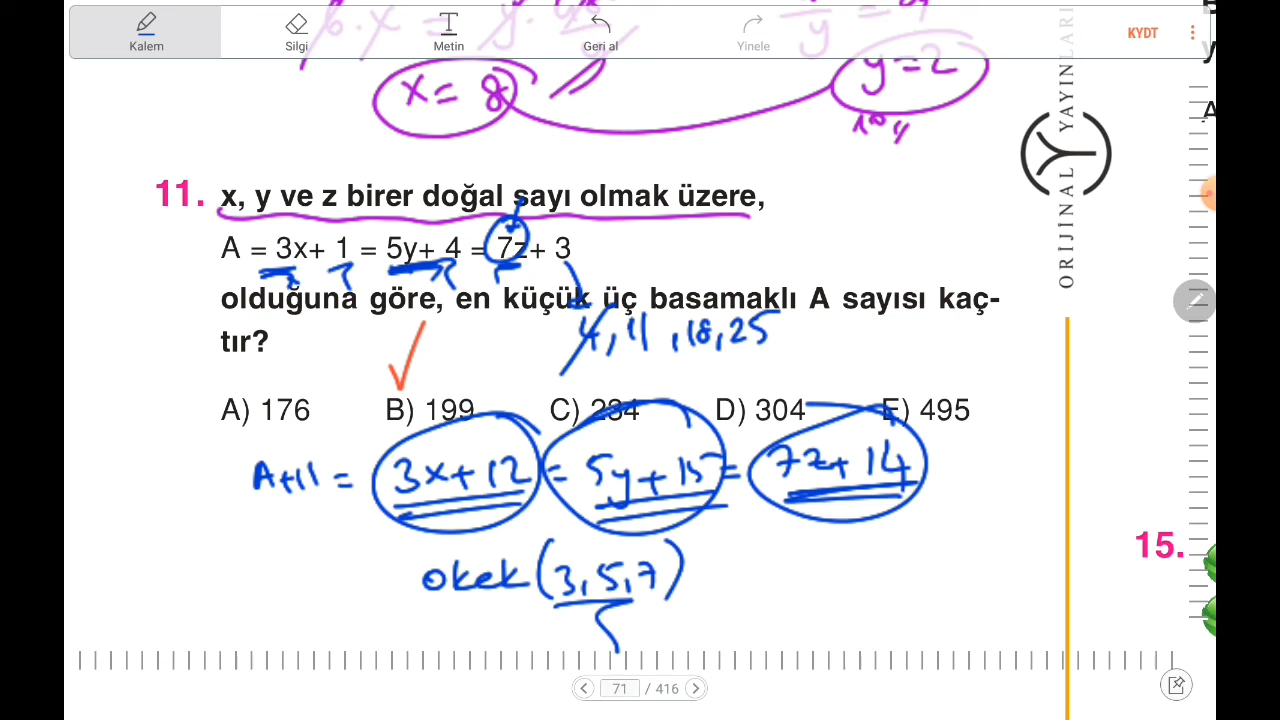 Kalem
Silgi
Metin
Geri al
Yinele
KYDT
x = 8
y = 2
ORİJİNAL YAYINLARI
11. x, y ve z birer doğal sayı olmak üzere,
A = 3x+ 1 = 5y+ 4 = 7z+ 3
olduğuna göre, en küçük üç basamaklı A sayısı kaç-
tır?
4, 11, 18, 25
A) 176 B) 199 C) 234 D) 304 E) 495
A+11 = 3x+12 = 5y+15 = 7z+14
okek(3,5,7)
15.
71 / 416